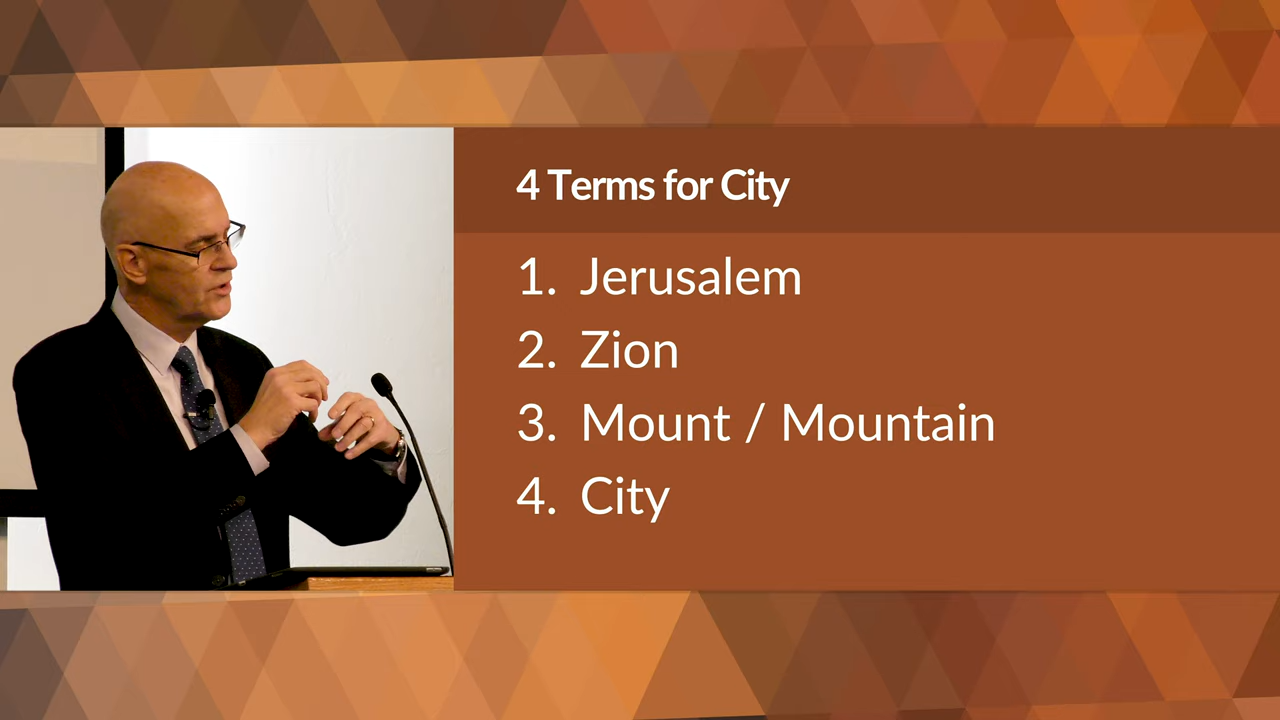 4 Terms for City
1. Jerusalem
2. Zion
3. Mount / Mountain
4. City